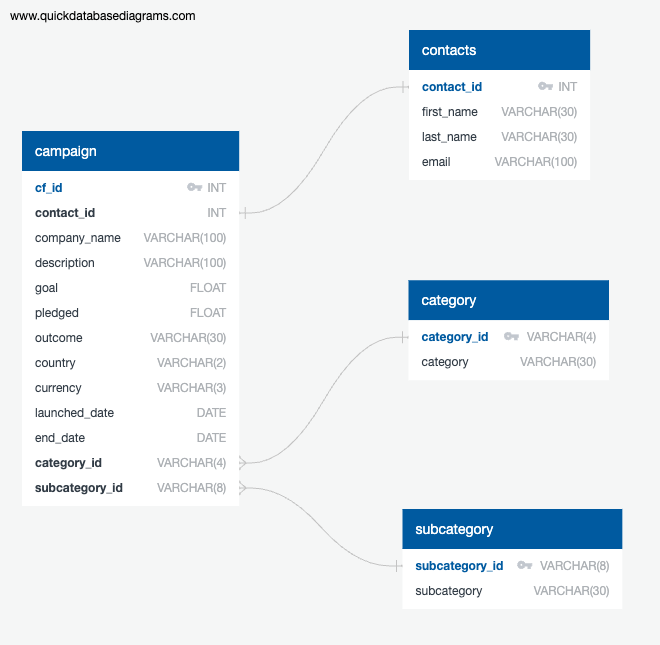 www.quickdatabasediagrams.com
contacts
contact_id INT
first_name VARCHAR(30)
last_name VARCHAR(30)
email VARCHAR(100)
campaign
cf_id INT
contact_id INT
company_name VARCHAR(100)
description VARCHAR(100)
goal FLOAT
pledged FLOAT
outcome VARCHAR(30)
country VARCHAR(2)
currency VARCHAR(3)
launched_date DATE
end_date DATE
category_id VARCHAR(4)
subcategory_id VARCHAR(8)
category
category_id VARCHAR(4)
category VARCHAR(30)
subcategory
subcategory_id VARCHAR(8)
subcategory VARCHAR(30)